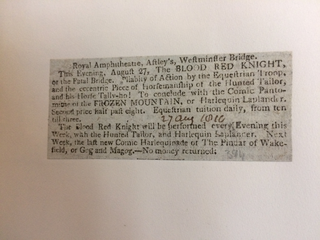 Royal Amphitheatre, Astley's, Westminster Bridge.
This Evening, August 27, The BLOOD RED KNIGHT,
or the Fatal Bridge. of Action by the Equestrian Troop,
and the eccentric Piece of Horsemanship of the Hunted Tailor,
and his Horse Tally-ho! To conclude with the Comic Panto-
mime of the FROZEN MOUNTAIN, or Harlequin Laplander.
Second price half past eight. Equestrian tuition daily, from ten
till three.
27 Aug 1810
The Blood Red Knight will be performed every Evening this
Week, with the Hunted Tailor, and Harlequin Laplander. Next
Week, the last new Comic Harlequinade of The Pindar of Wake-
field, or Gog and Magog.—No money returned.